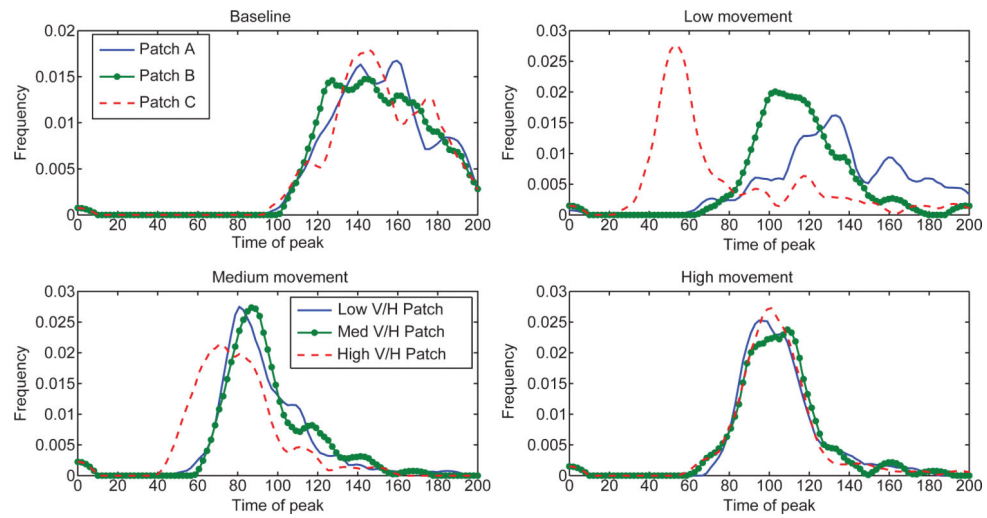 Baseline
0.02
0.015
0.01
0.005
0
Frequency
Patch A
Patch B
Patch C
0 20 40 60 80 100 120 140 160 180 200
Time of peak
Low movement
0.03
0.025
0.02
0.015
0.01
0.005
0
Frequency
0 20 40 60 80 100 120 140 160 180 200
Time of peak
Medium movement
0.03
0.025
0.02
0.015
0.01
0.005
0
Frequency
Low V/H Patch
Med V/H Patch
High V/H Patch
0 20 40 60 80 100 120 140 160 180 200
Time of peak
High movement
0.03
0.025
0.02
0.015
0.01
0.005
0
Frequency
0 20 40 60 80 100 120 140 160 180 200
Time of peak